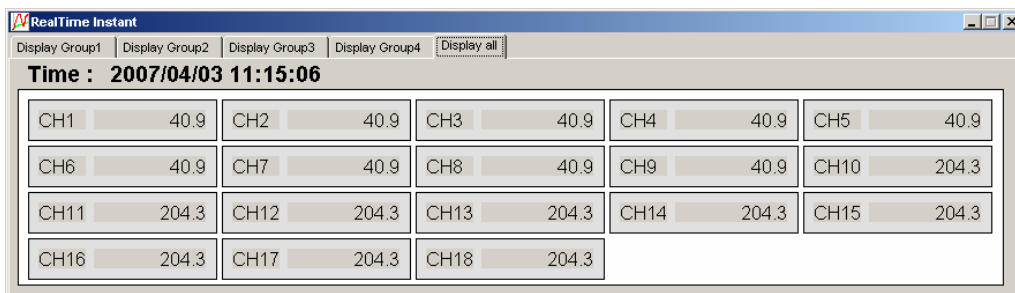 RealTime Instant
Display Group1 Display Group2 Display Group3 Display Group4 Display all
Time : 2007/04/03 11:15:06
CH1 40.9 CH2 40.9 CH3 40.9 CH4 40.9 CH5 40.9
CH6 40.9 CH7 40.9 CH8 40.9 CH9 40.9 CH10 204.3
CH11 204.3 CH12 204.3 CH13 204.3 CH14 204.3 CH15 204.3
CH16 204.3 CH17 204.3 CH18 204.3